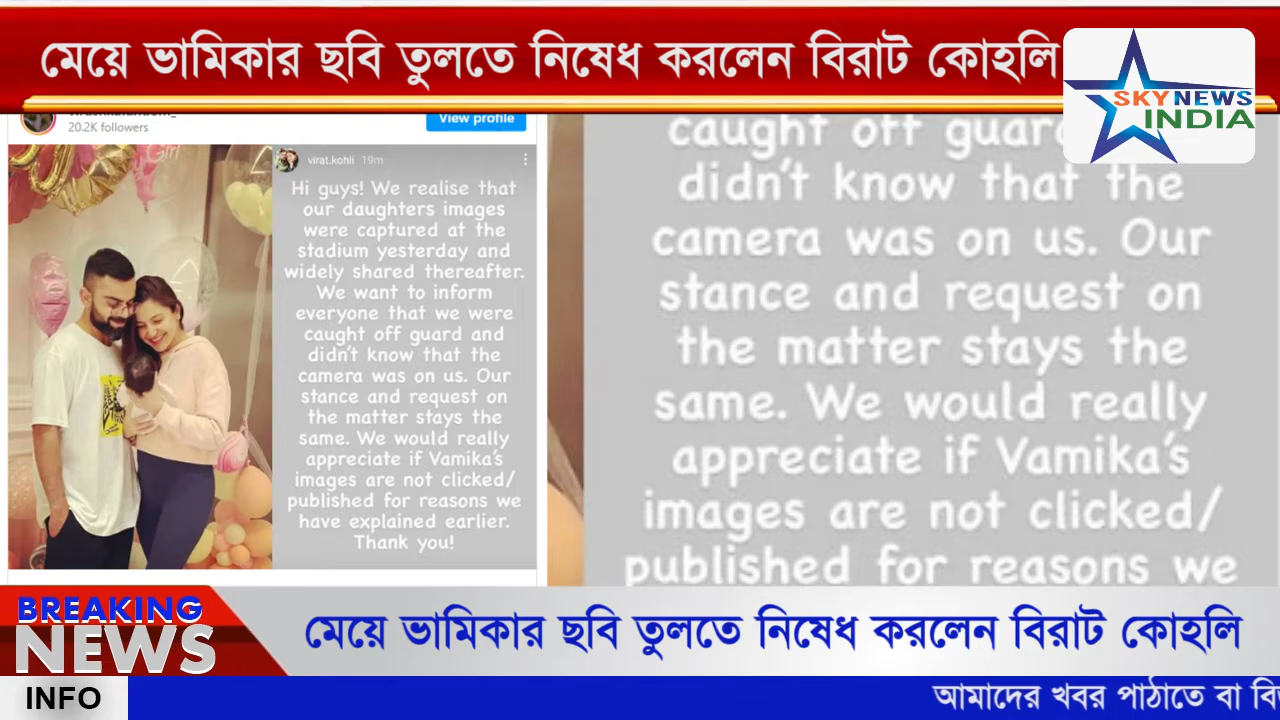 মেয়ে ভামিকার ছবি তুলতে নিষেধ করলেন বিরাট কোহলি
SKYNEWS
INDIA
20.2K followers
View profile
Girl
virat.kohli 19m
Hi guys! We realise that
our daughters images
were captured at the
stadium yesterday and
widely shared thereafter.
We want to inform
everyone that we were
caught off guard and
didn't know that the
camera was on us. Our
stance and request on
the matter stays the
same. We would really
appreciate if Vamika's
images are not clicked/
published for reasons we
have explained earlier.
Thank you!
caught off guard
didn't know that the
camera was on us. Our
stance and request on
the matter stays the
same. We would really
appreciate if Vamika's
images are not clicked/
published for reasons we
BREAKING
NEWS
মেয়ে ভামিকার ছবি তুলতে নিষেধ করলেন বিরাট কোহলি
INFO
আমাদের খবর পাঠাতে বা